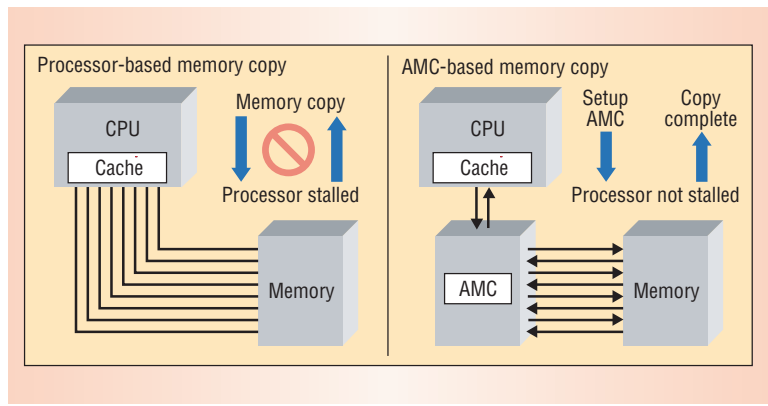 Processor-based memory copy
CPU
Cache
Memory copy
Processor stalled
Memory
AMC-based memory copy
CPU
Cache
Setup
AMC
Copy
complete
Processor not stalled
AMC
Memory